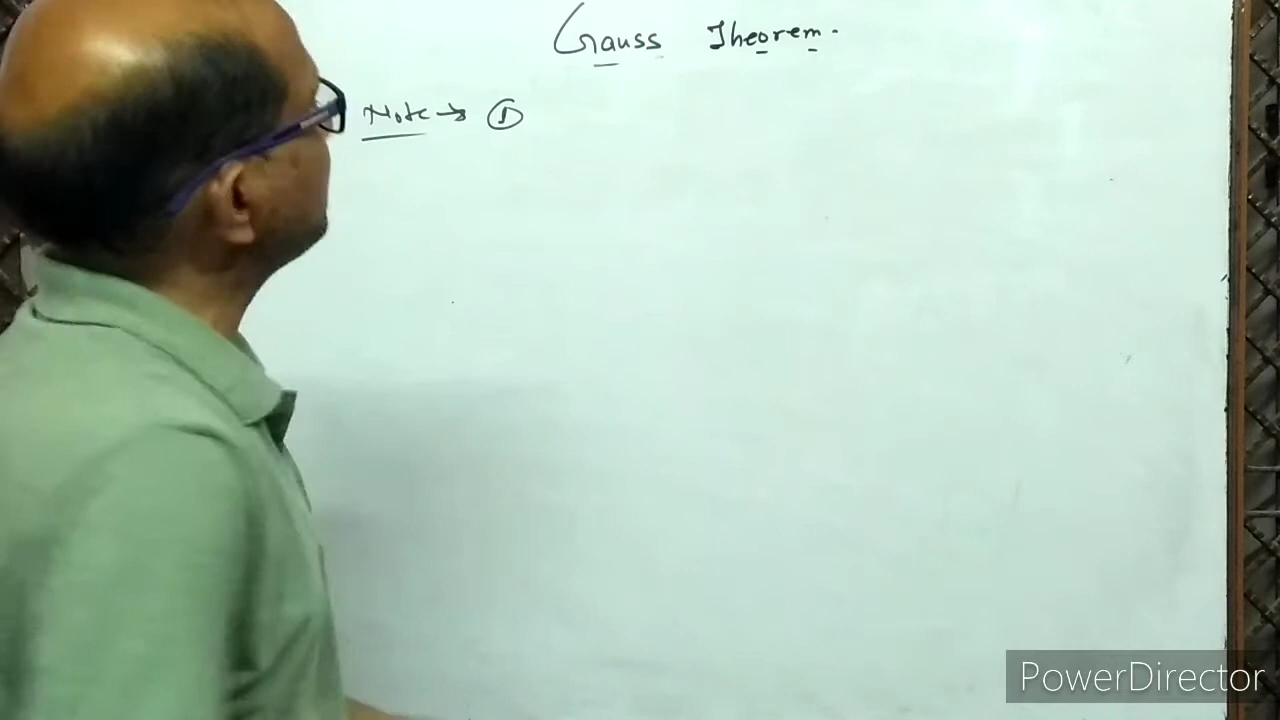 Gauss Theorem.
Note → ①
PowerDirector